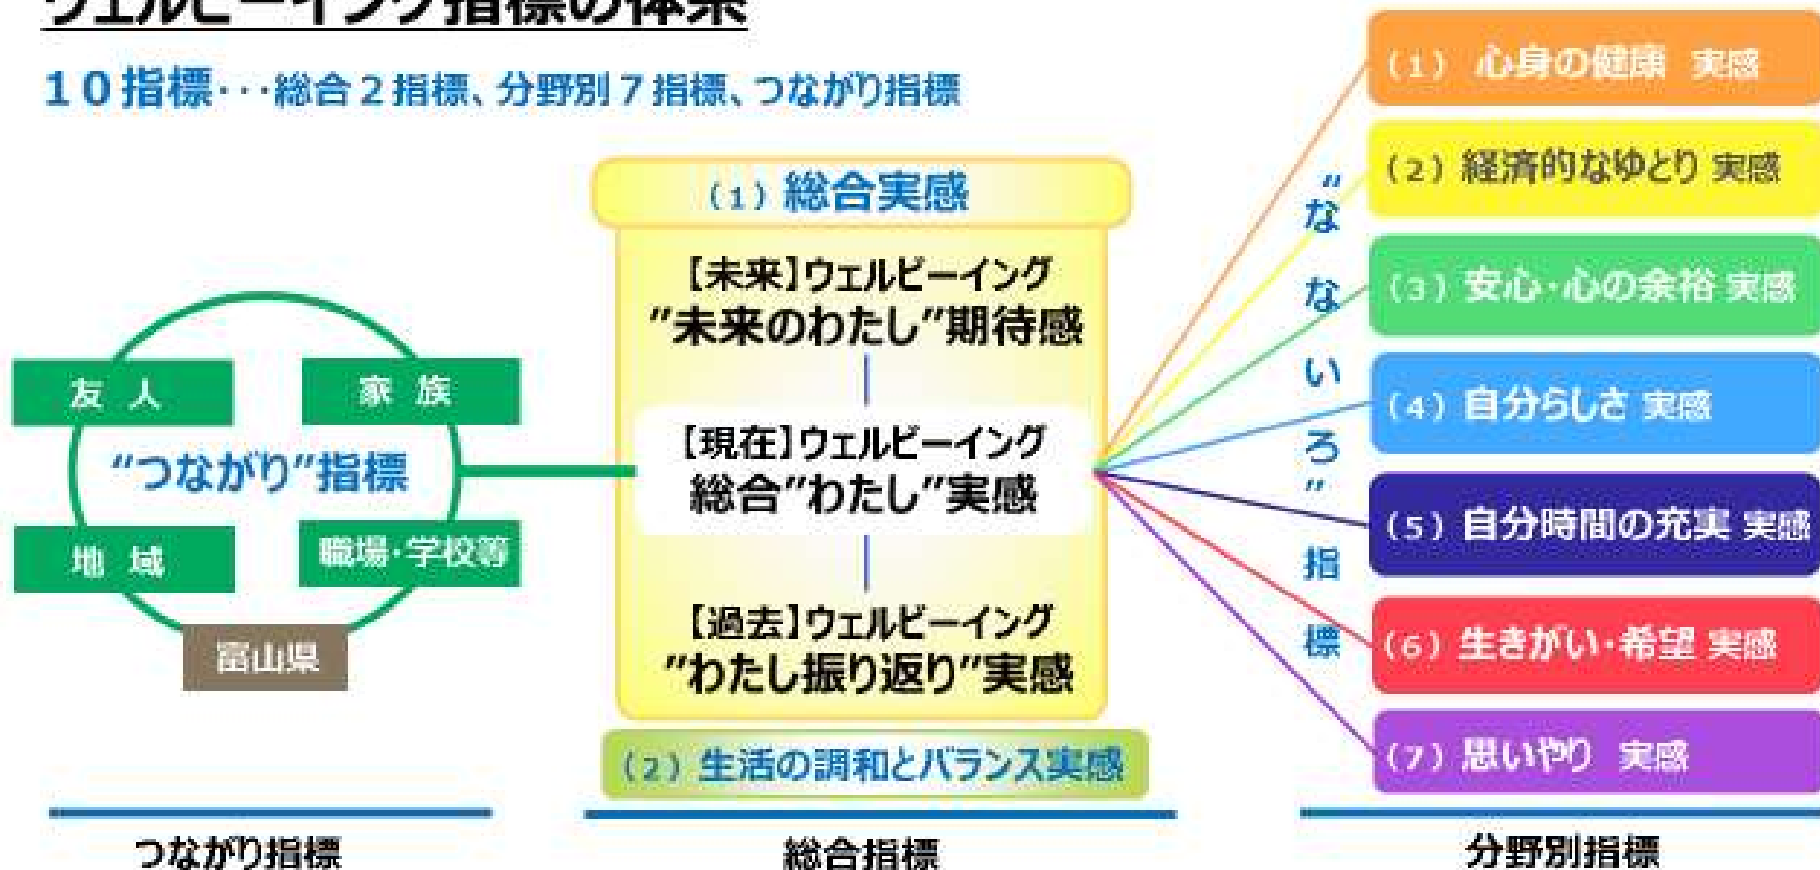 ウェルビーイング指標の体系
10指標･･･総合2指標、分野別7指標、つながり指標
友 人
家 族
“つながり”指標
地 域
職場・学校等
富山県
つながり指標
(1) 総合実感
【未来】ウェルビーイング
”未来のわたし”期待感
【現在】ウェルビーイング
総合”わたし”実感
【過去】ウェルビーイング
”わたし振り返り”実感
(2) 生活の調和とバランス実感
総合指標
“なないろ”指標
(1) 心身の健康 実感
(2) 経済的なゆとり 実感
(3) 安心・心の余裕 実感
(4) 自分らしさ 実感
(5) 自分時間の充実 実感
(6) 生きがい・希望 実感
(7) 思いやり 実感
分野別指標